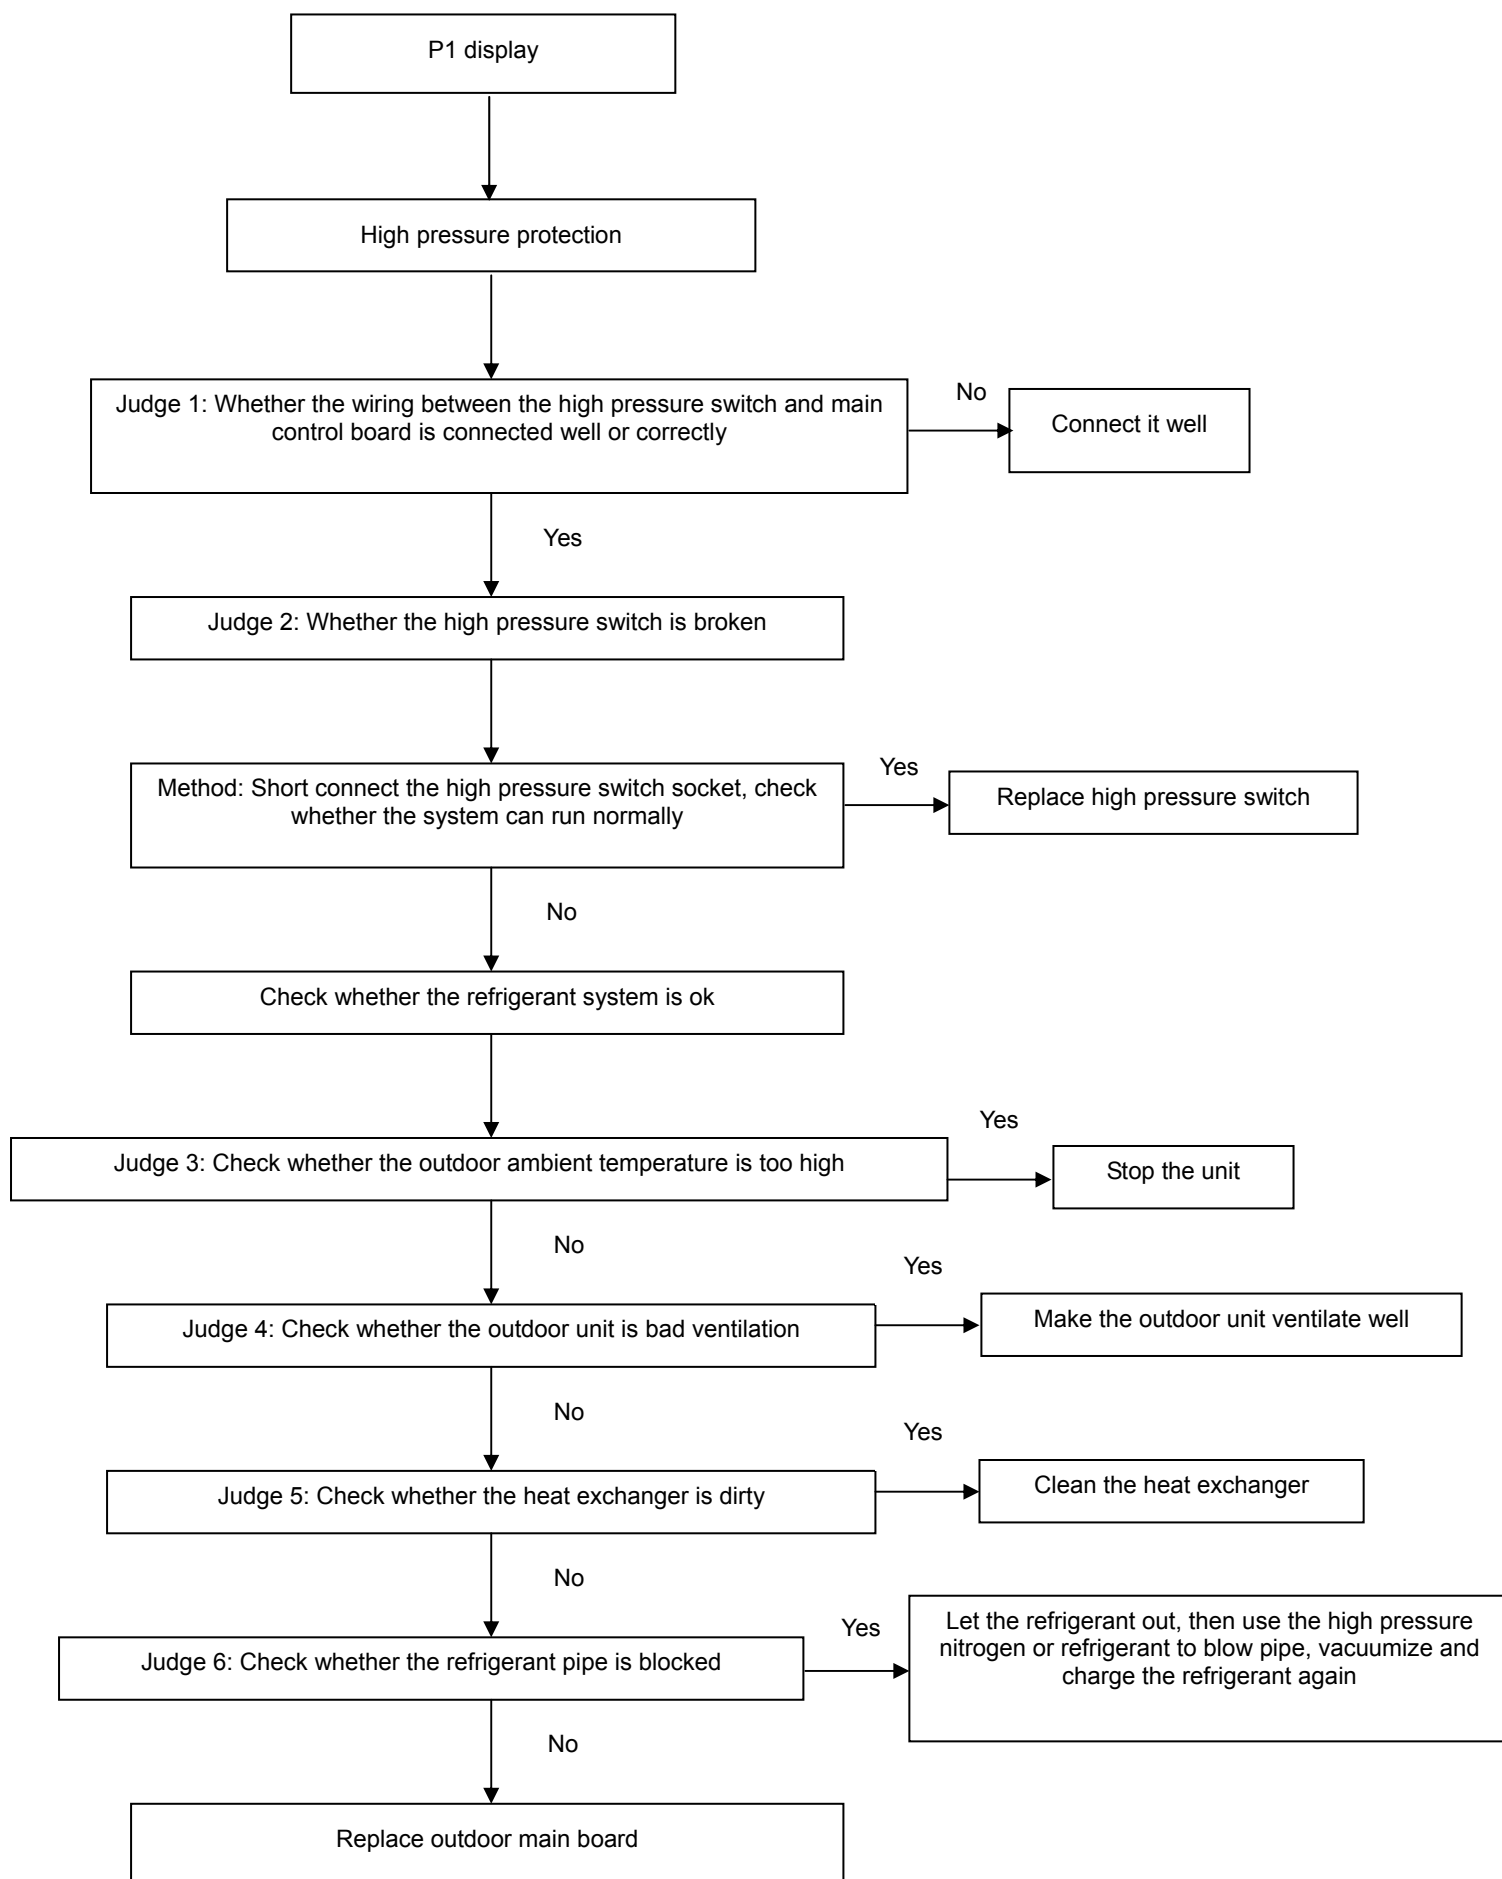 P1 display
High pressure protection
Judge 1: Whether the wiring between the high pressure switch and main
control board is connected well or correctly
No
Connect it well
Yes
Judge 2: Whether the high pressure switch is broken
Method: Short connect the high pressure switch socket, check
whether the system can run normally
Yes
Replace high pressure switch
No
Check whether the refrigerant system is ok
Judge 3: Check whether the outdoor ambient temperature is too high
Yes
Stop the unit
No
Judge 4: Check whether the outdoor unit is bad ventilation
Yes
Make the outdoor unit ventilate well
No
Judge 5: Check whether the heat exchanger is dirty
Yes
Clean the heat exchanger
No
Judge 6: Check whether the refrigerant pipe is blocked
Yes
Let the refrigerant out, then use the high pressure
nitrogen or refrigerant to blow pipe, vacuumize and
charge the refrigerant again
No
Replace outdoor main board